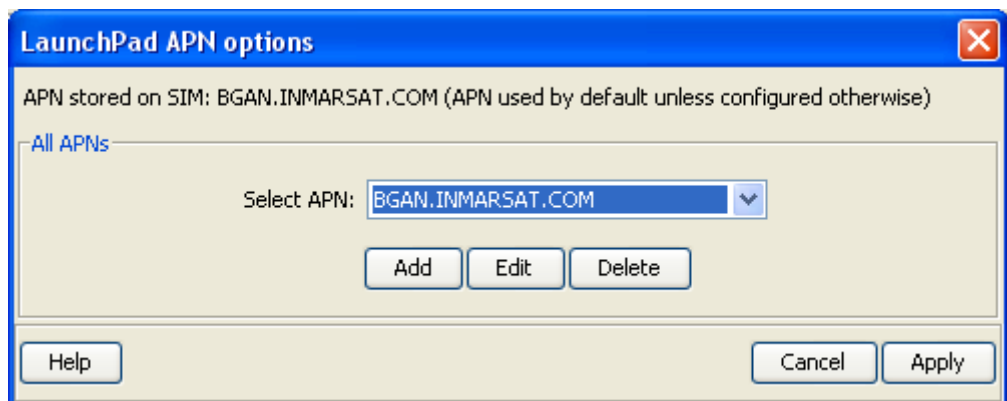 LaunchPad APN options
APN stored on SIM: BGAN.INMARSAT.COM (APN used by default unless configured otherwise)
All APNs
Select APN: BGAN.INMARSAT.COM
Add Edit Delete
Help Cancel Apply